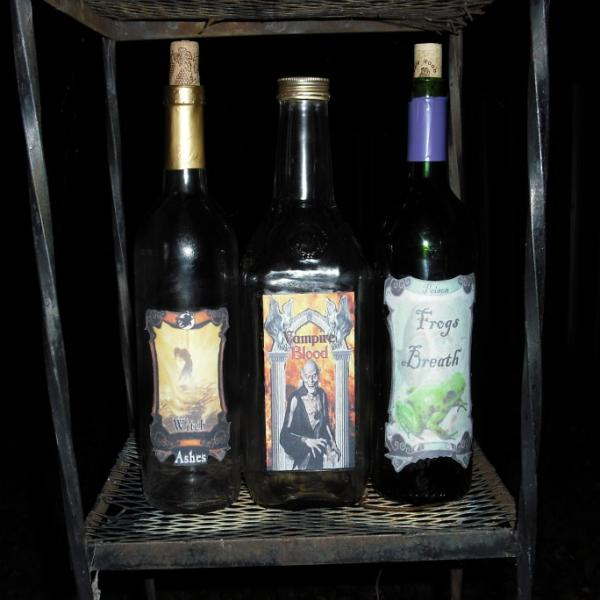 Witch
Ashes
Vampire
Blood
Poison
Frogs
Breath